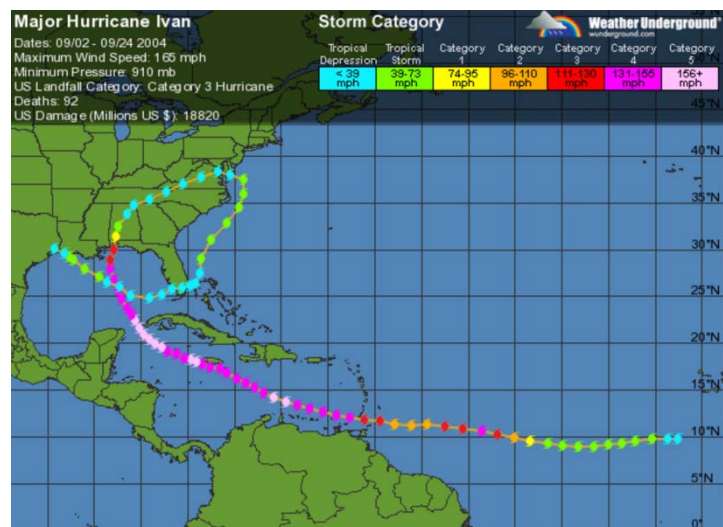 Major Hurricane Ivan
Dates: 09/02 - 09/24 2004
Maximum Wind Speed: 165 mph
Minimum Pressure: 910 mb
US Landfall Category: Category 3 Hurricane
Deaths: 92
US Damage (Millions US $): 18820
Storm Category
Weather Underground®
wunderground.com
Tropical Depression
Tropical Storm
Category 1
Category 2
Category 3
Category 4
Category 5
< 39 mph
39-73 mph
74-95 mph
96-110 mph
111-130 mph
131-155 mph
156+ mph
45°N
40°N
35°N
30°N
25°N
20°N
15°N
10°N
5°N
0°